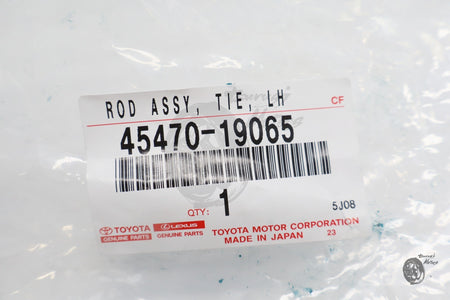 ROD ASSY, TIE, LH
CF
45470-19065
QTY: 1
5J08
TOYOTA LEXUS TOYOTA MOTOR CORPORATION
GENUINE PARTS GENUINE PARTS MADE IN JAPAN 23